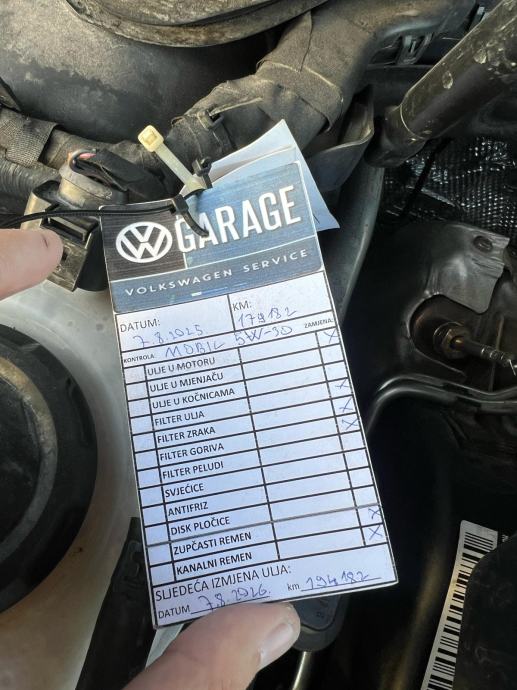 VW GARAGE
VOLKSWAGEN SERVICE
DATUM: KM:
7.8.2025 179182
KONTROLA: MOBIL 5W-30 ZAMJENA:
ULJE U MOTORU X
ULJE U MJENJAČU
ULJE U KOČNICAMA
FILTER ULJA X
FILTER ZRAKA X
FILTER GORIVA X
FILTER PELUDI
SVJEĆICE
ANTIFRIZ
DISK PLOČICE
ZUPČASTI REMEN X
KANALNI REMEN X
SLJEDEĆA IZMJENA ULJA:
DATUM 7.8.2026. km 194182